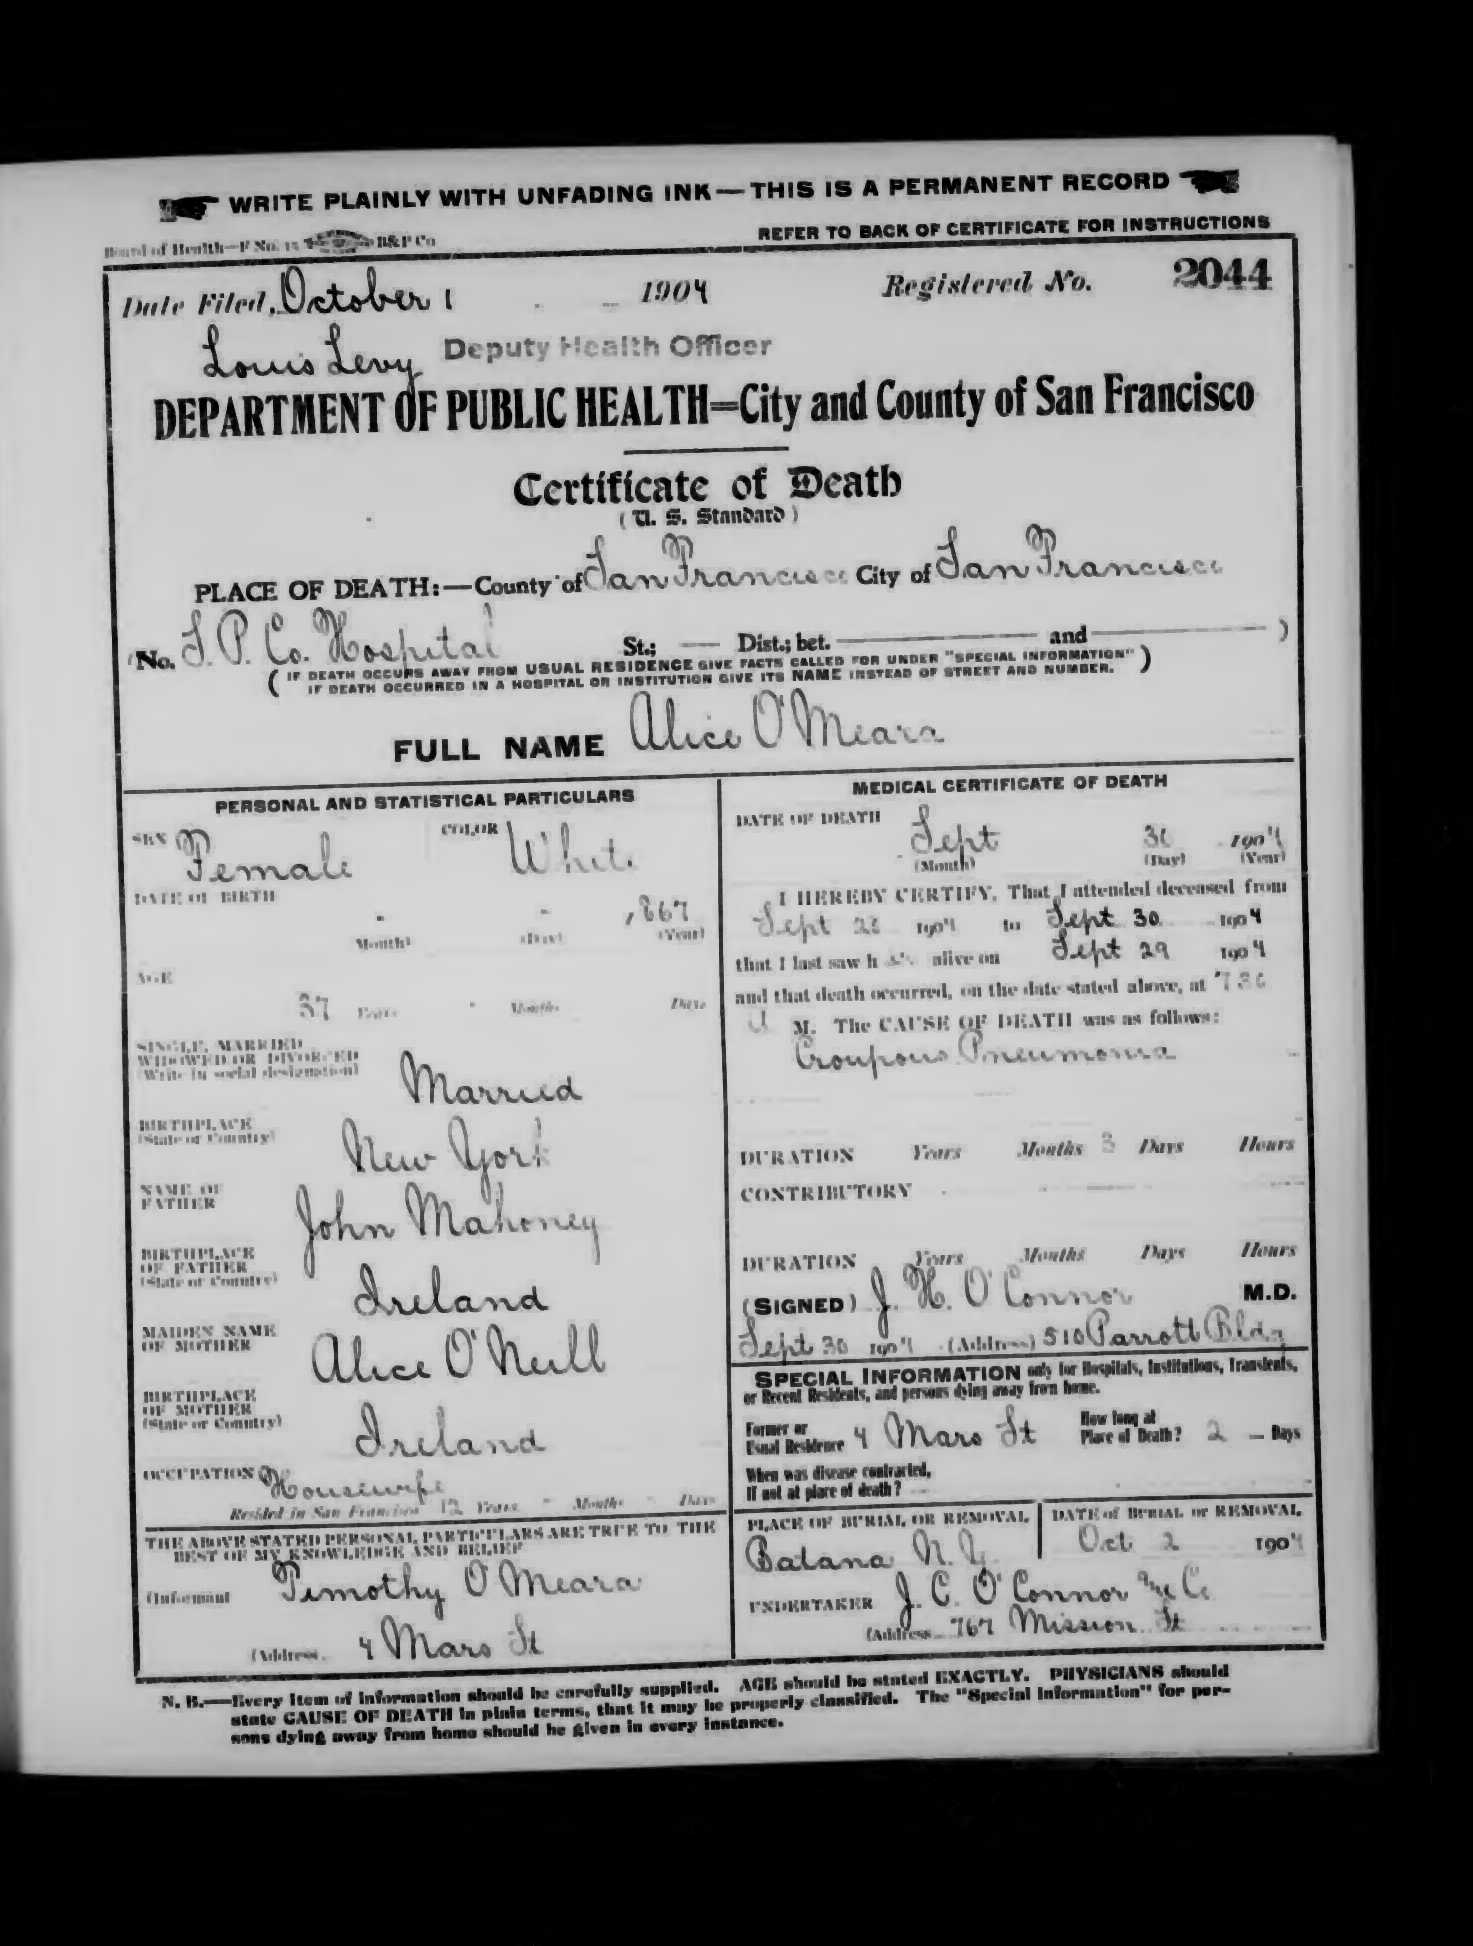 WRITE PLAINLY WITH UNFADING INK—THIS IS A PERMANENT RECORD
Board of Health—F No. 15 B&P Co
REFER TO BACK OF CERTIFICATE FOR INSTRUCTIONS
Date Filed, October 1 1904 Registered No. 2044
Louis Levy Deputy Health Officer
DEPARTMENT OF PUBLIC HEALTH=City and County of San Francisco
Certificate of Death
(U. S. Standard)
PLACE OF DEATH:—County of San Francisco City of San Francisco
(No. S. P. Co. Hospital St.; — Dist.; bet. — and — )
(IF DEATH OCCURS AWAY FROM USUAL RESIDENCE GIVE FACTS CALLED FOR UNDER "SPECIAL INFORMATION"
IF DEATH OCCURRED IN A HOSPITAL OR INSTITUTION GIVE ITS NAME INSTEAD OF STREET AND NUMBER.)
FULL NAME Alice O'Meara
PERSONAL AND STATISTICAL PARTICULARS
SEX Female COLOR White
DATE OF BIRTH
- - 1867
(Month) (Day) (Year)
AGE
37 Years - Months Days
SINGLE, MARRIED
WIDOWED OR DIVORCED
(Write in social designation)
Married
BIRTHPLACE
(State or Country)
New York
NAME OF
FATHER
John Mahoney
BIRTHPLACE
OF FATHER
(State or Country)
Ireland
MAIDEN NAME
OF MOTHER
Alice O'Neill
BIRTHPLACE
OF MOTHER
(State or Country)
Ireland
OCCUPATION Housewife
Resided in San Francisco 12 Years - Months - Days
THE ABOVE STATED PERSONAL PARTICULARS ARE TRUE TO THE
BEST OF MY KNOWLEDGE AND BELIEF
(Informant Timothy O'Meara
(Address 4 Mars St
MEDICAL CERTIFICATE OF DEATH
DATE OF DEATH
Sept 30 1904
(Month) (Day) (Year)
I HEREBY CERTIFY, That I attended deceased from
Sept 28 1904 to Sept 30 1904
that I last saw h er alive on Sept 29 1904
and that death occurred, on the date stated above, at 7 30
a M. The CAUSE OF DEATH was as follows:
Croupous Pneumonia
DURATION Years Months 3 Days Hours
CONTRIBUTORY
DURATION Years Months Days Hours
(SIGNED) J. H. O'Connor M.D.
Sept 30 1904 (Address) 510 Parrott Bldg
SPECIAL INFORMATION only for Hospitals, Institutions, Transients,
or Recent Residents, and persons dying away from home.
Former or
Usual Residence 4 Mars St
How long at
Place of Death? 2 — Days
When was disease contracted,
If not at place of death?
PLACE OF BURIAL OR REMOVAL
Batana N. Y.
DATE of BURIAL or REMOVAL
Oct 2 1904
UNDERTAKER J. C. O'Connor & Co
(Address 767 Mission St
N. B.—Every item of information should be carefully supplied. AGE should be stated EXACTLY. PHYSICIANS should
state CAUSE OF DEATH in plain terms, that it may be properly classified. The "Special Information" for per-
sons dying away from home should be given in every instance.